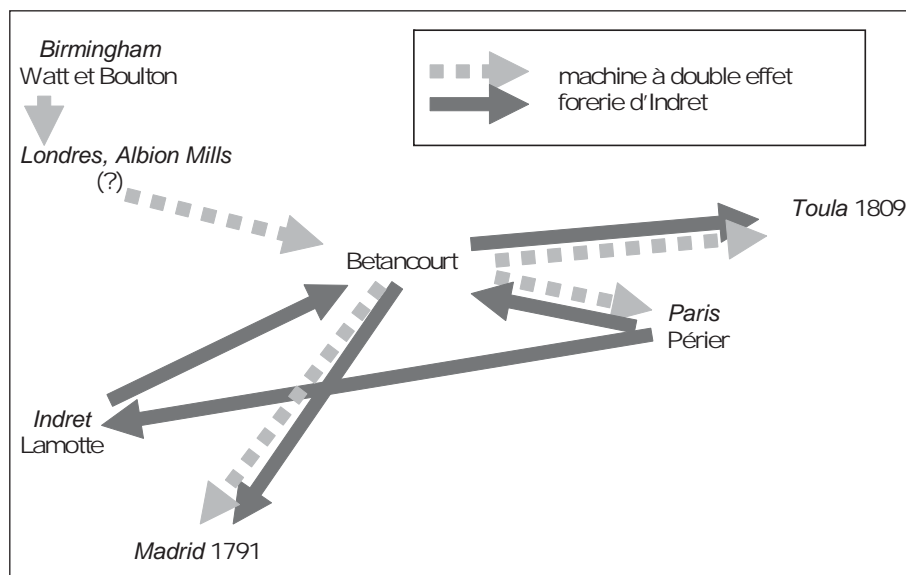 Birmingham
Watt et Boulton
machine à double effet
forerie d'Indret
Londres, Albion Mills
(?)
Toula 1809
Betancourt
Paris
Périer
Indret
Lamotte
Madrid 1791